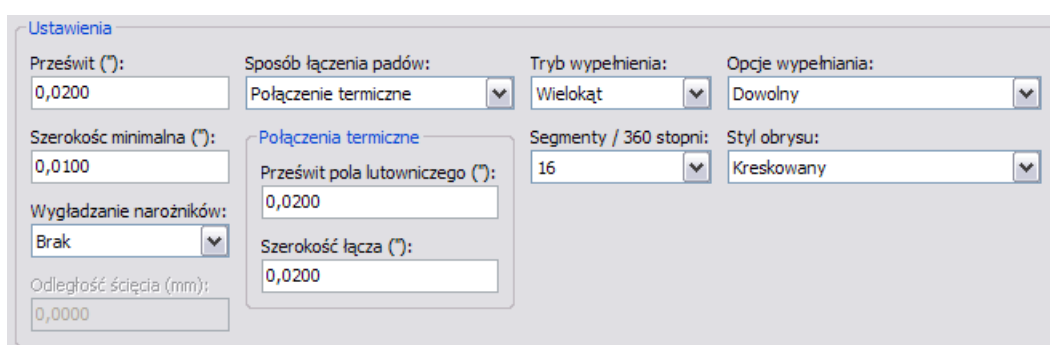 Ustawienia
Prześwit ("):
0,0200
Sposób łączenia padów:
Połączenie termiczne
Tryb wypełnienia:
Wielokąt
Opcje wypełniania:
Dowolny
Szerokośc minimalna ("):
0,0100
Połączenia termiczne
Prześwit pola lutowniczego ("):
0,0200
Szerokość łącza ("):
0,0200
Segmenty / 360 stopni:
16
Styl obrysu:
Kreskowany
Wygładzanie narożników:
Brak
Odległość ścięcia (mm):
0,0000